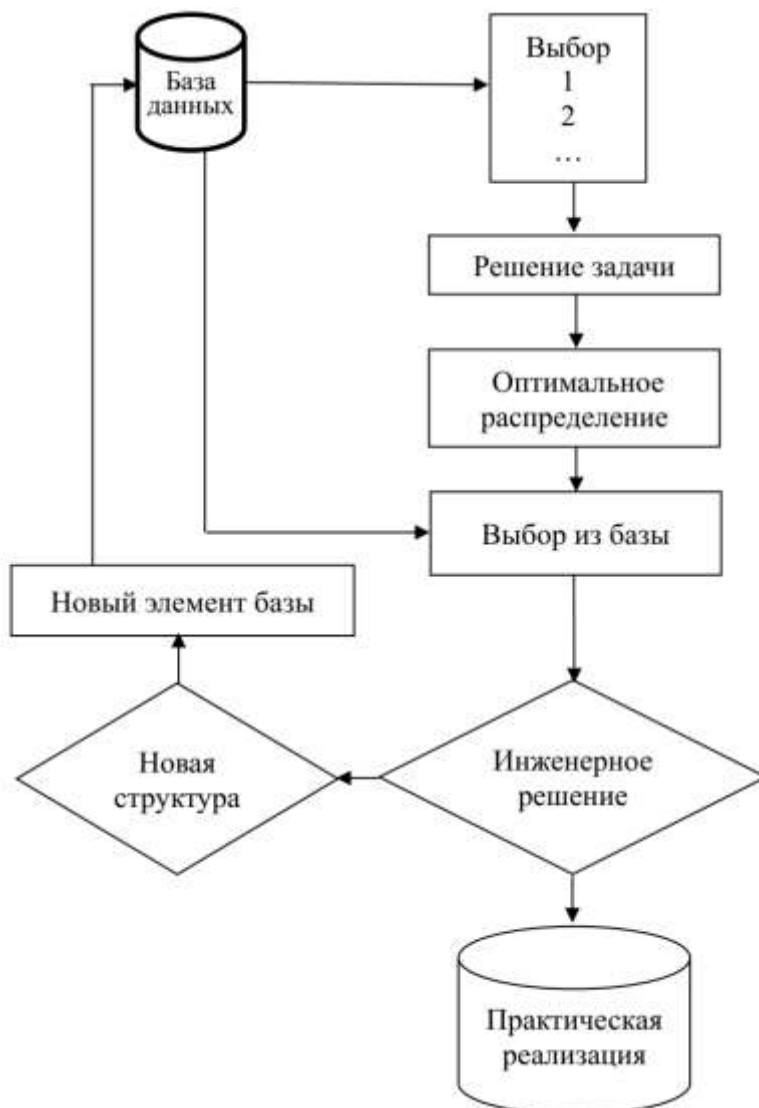 База
данных
Выбор
1
2
...
Решение задачи
Оптимальное
распределение
Выбор из базы
Новый элемент базы
Новая
структура
Инженерное
решение
Практическая
реализация